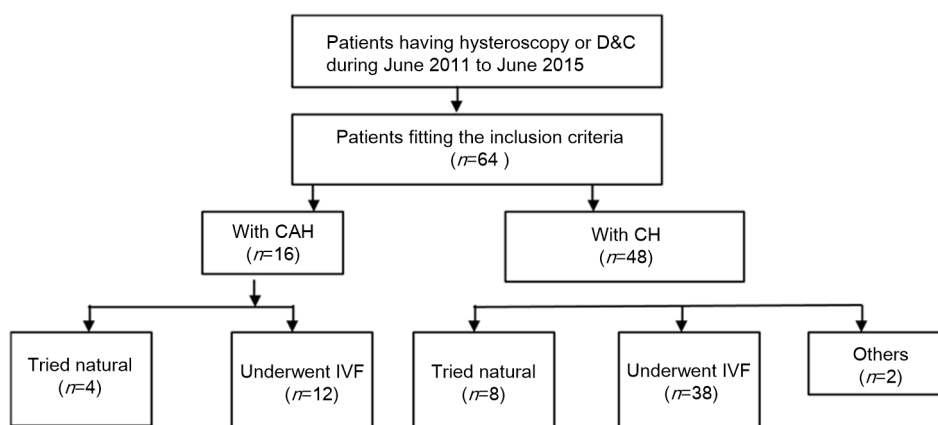 Patients having hysteroscopy or D&C
during June 2011 to June 2015
Patients fitting the inclusion criteria
(n=64 )
With CAH
(n=16)
With CH
(n=48)
Tried natural
(n=4)
Underwent IVF
(n=12)
Tried natural
(n=8)
Underwent IVF
(n=38)
Others
(n=2)